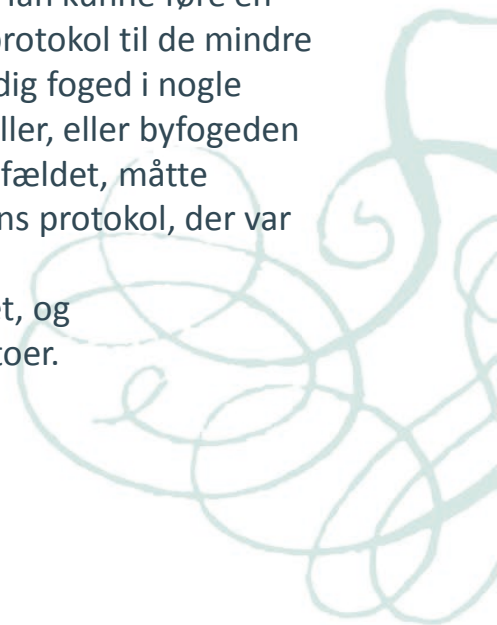 man kunne føre en
protokol til de mindre
dig foged i nogle
ller, eller byfogeden
fældet, måtte
ns protokol, der var
t, og
toer.